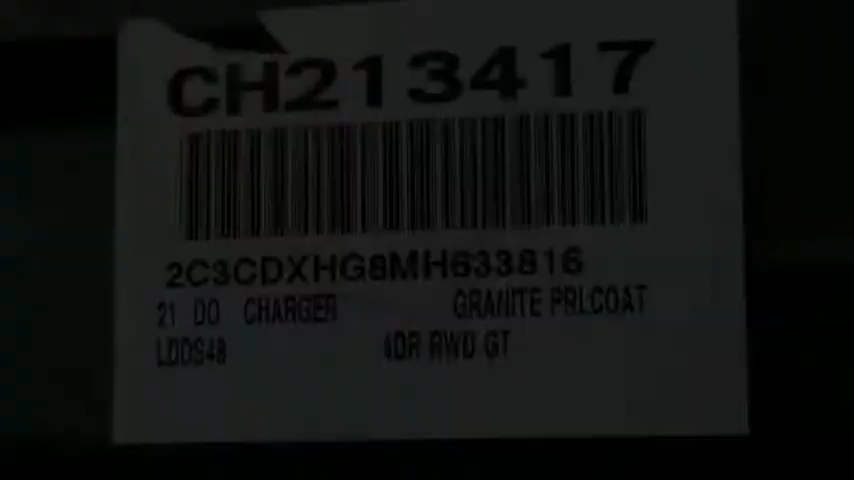 CH213417
2C3CDXHG8MH633816
21 DO CHARGER GRANITE PRLCOAT
LDDS48 4DR RWD GT